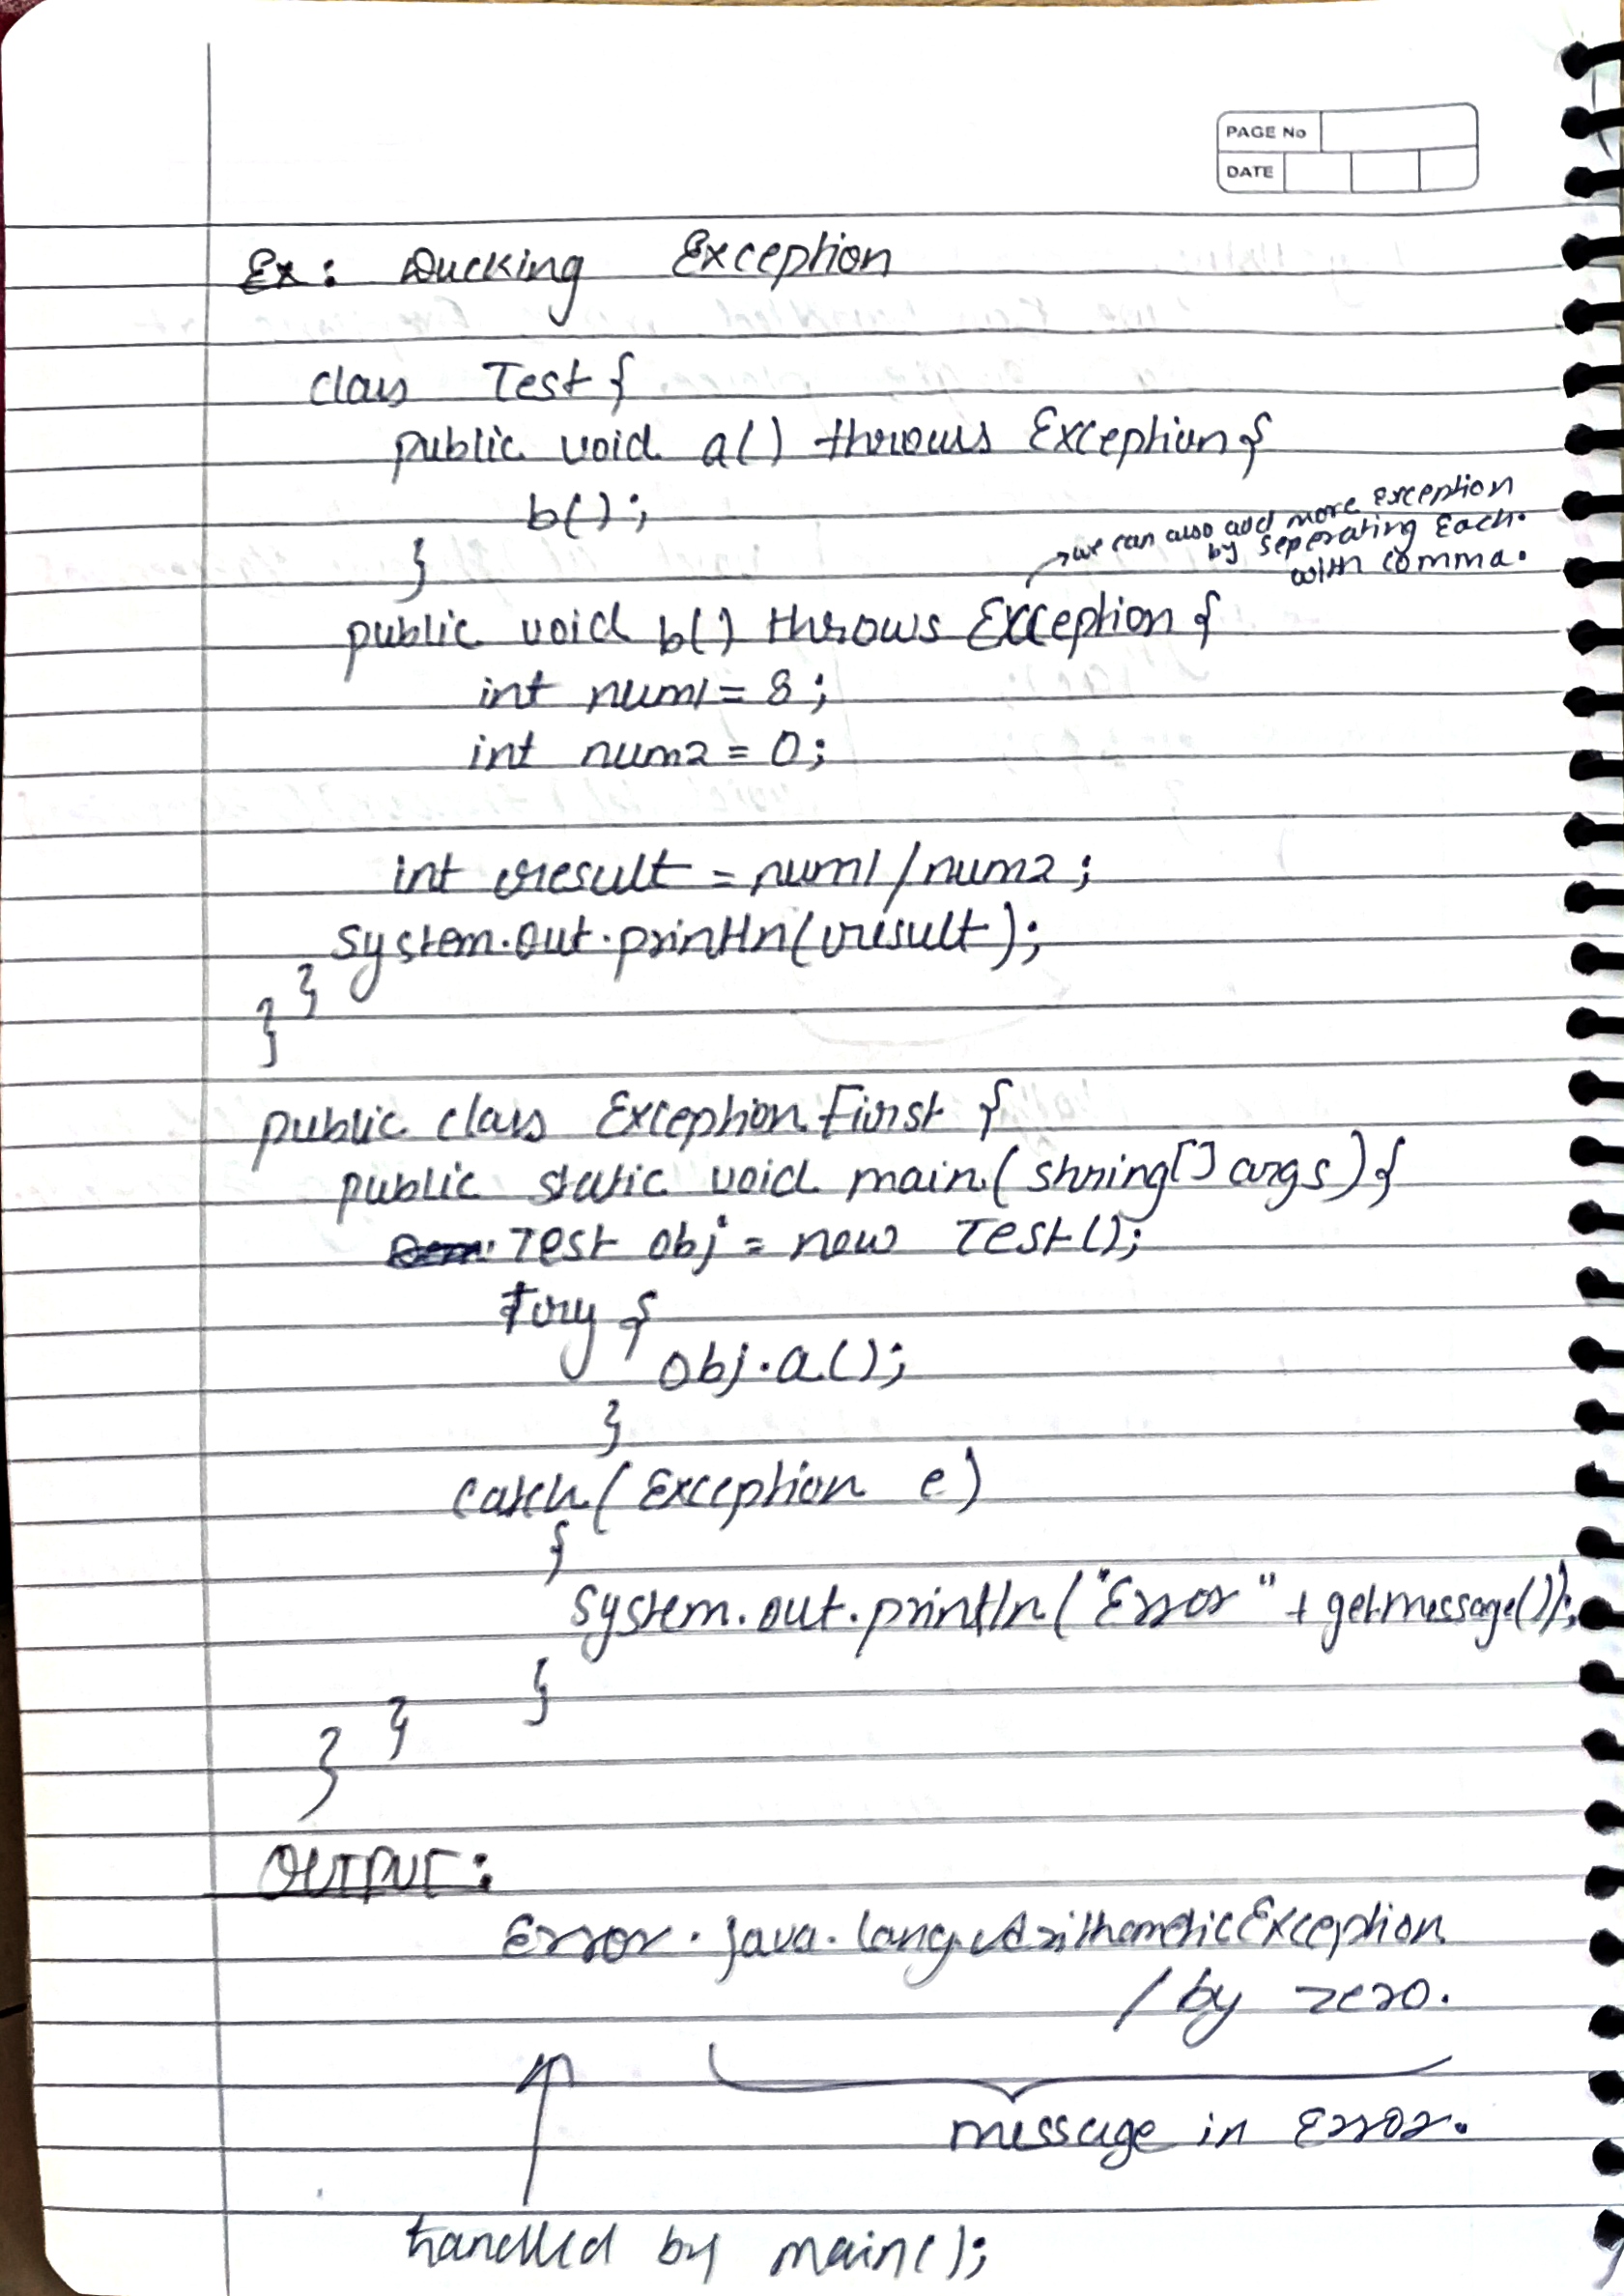 PAGE No
DATE
Ex: Ducking Exception
class Test {
public void a() throws Exception {
b();
}
→ we can also add more exception
by seperating Each.
with comma.
public void b() throws Exception {
int num1 = 8;
int num2 = 0;
int result = num1/num2;
System.out.println(result);
}
}
public class Exception First {
public static void main(string[] args) {
Test obj = new Test();
try {
obj.a();
}
catch(Exception e)
{
System.out.println("Error" + getmessage());
}
}
}
OUTPUT:
Error. java.lang.ArithemeticException
/ by zero.
message in Error.
handled by main();